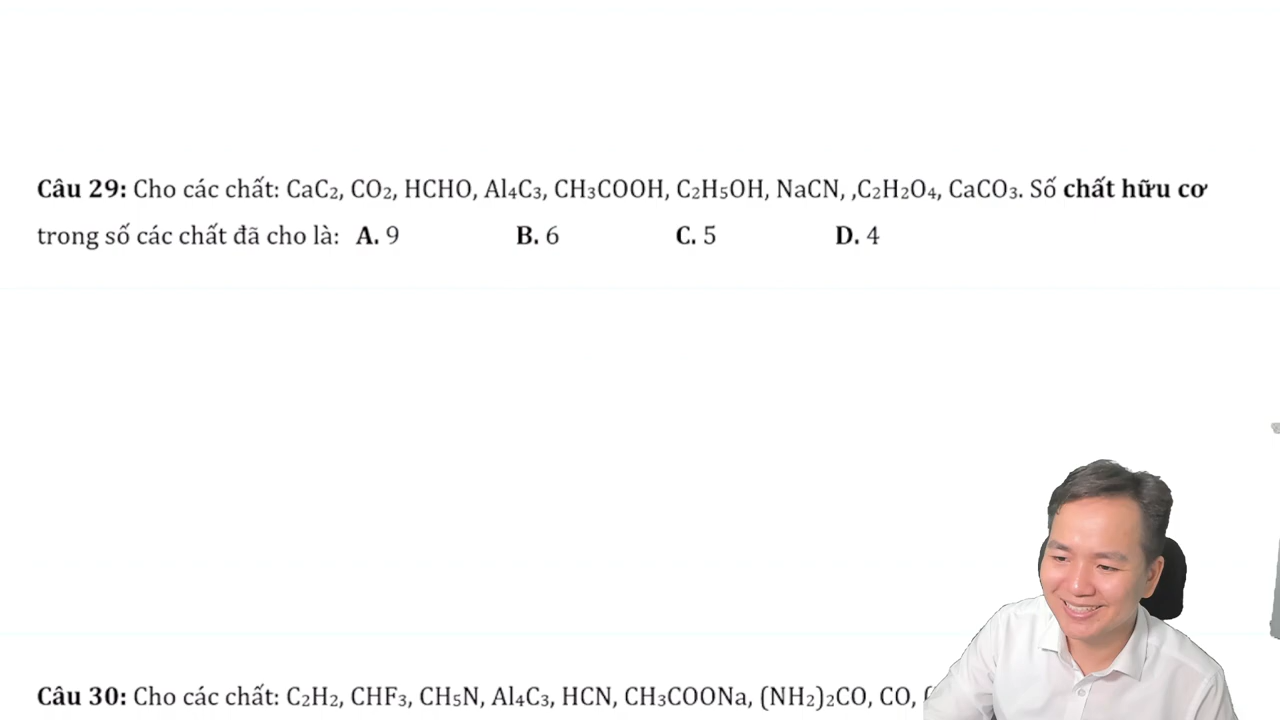 Câu 29: Cho các chất: CaC₂, CO₂, HCHO, Al₄C₃, CH₃COOH, C₂H₅OH, NaCN, ,C₂H₂O₄, CaCO₃. Số chất hữu cơ
trong số các chất đã cho là: A. 9 B. 6 C. 5 D. 4
Câu 30: Cho các chất: C₂H₂, CHF₃, CH₅N, Al₄C₃, HCN, CH₃COONa, (NH₂)₂CO, CO,